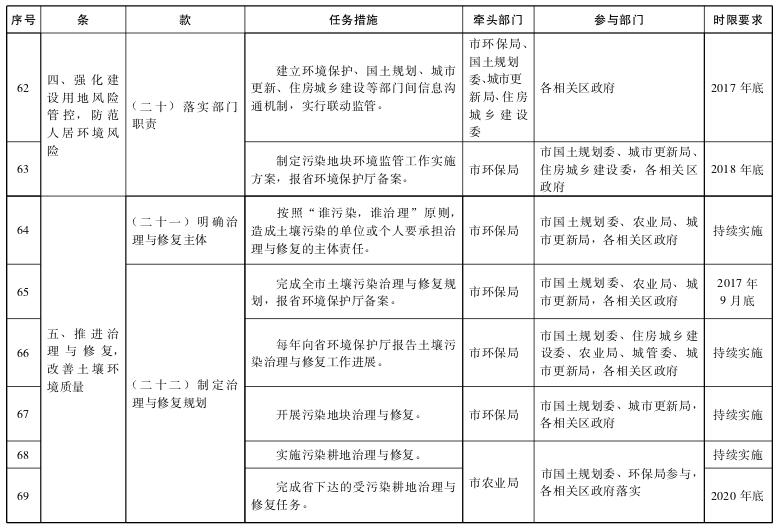 序号 条 款 任务措施 牵头部门 参与部门 时限要求
62
四、强化建
设用地风险
管控，防范
人居环境风
险
（二十）落实部门
职责
建立环境保护、国土规划、城市
更新、住房城乡建设等部门间信息沟
通机制，实行联动监管。
市环保局、
国土规划
委、城市更
新局、住房
城乡建设
委
各相关区政府
2017 年底
63
制定污染地块环境监管工作实施
方案，报省环境保护厅备案。
市环保局
市国土规划委、城市更新局、
住房城乡建设委，各相关区
政府
2018 年底
64
五、推进治
理与修复，
改善土壤环
境质量
（二十一）明确治
理与修复主体
按照“谁污染，谁治理”原则，
造成土壤污染的单位或个人要承担治
理与修复的主体责任。
市环保局
市国土规划委、农业局、城
市更新局，各相关区政府
持续实施
65
（二十二）制定治
理与修复规划
完成全市土壤污染治理与修复规
划，报省环境保护厅备案。
市环保局
市国土规划委、农业局、城
市更新局，各相关区政府
2017 年
9 月底
66
每年向省环境保护厅报告土壤污
染治理与修复工作进展。
市环保局
市国土规划委、住房城乡建
设委、农业局、城管委、城
市更新局，各相关区政府
持续实施
67
开展污染地块治理与修复。
市环保局
市国土规划委、城市更新局，
各相关区政府
持续实施
68
实施污染耕地治理与修复。
市农业局
市国土规划委、环保局参与，
各相关区政府落实
持续实施
69
完成省下达的受污染耕地治理与
修复任务。
2020 年底